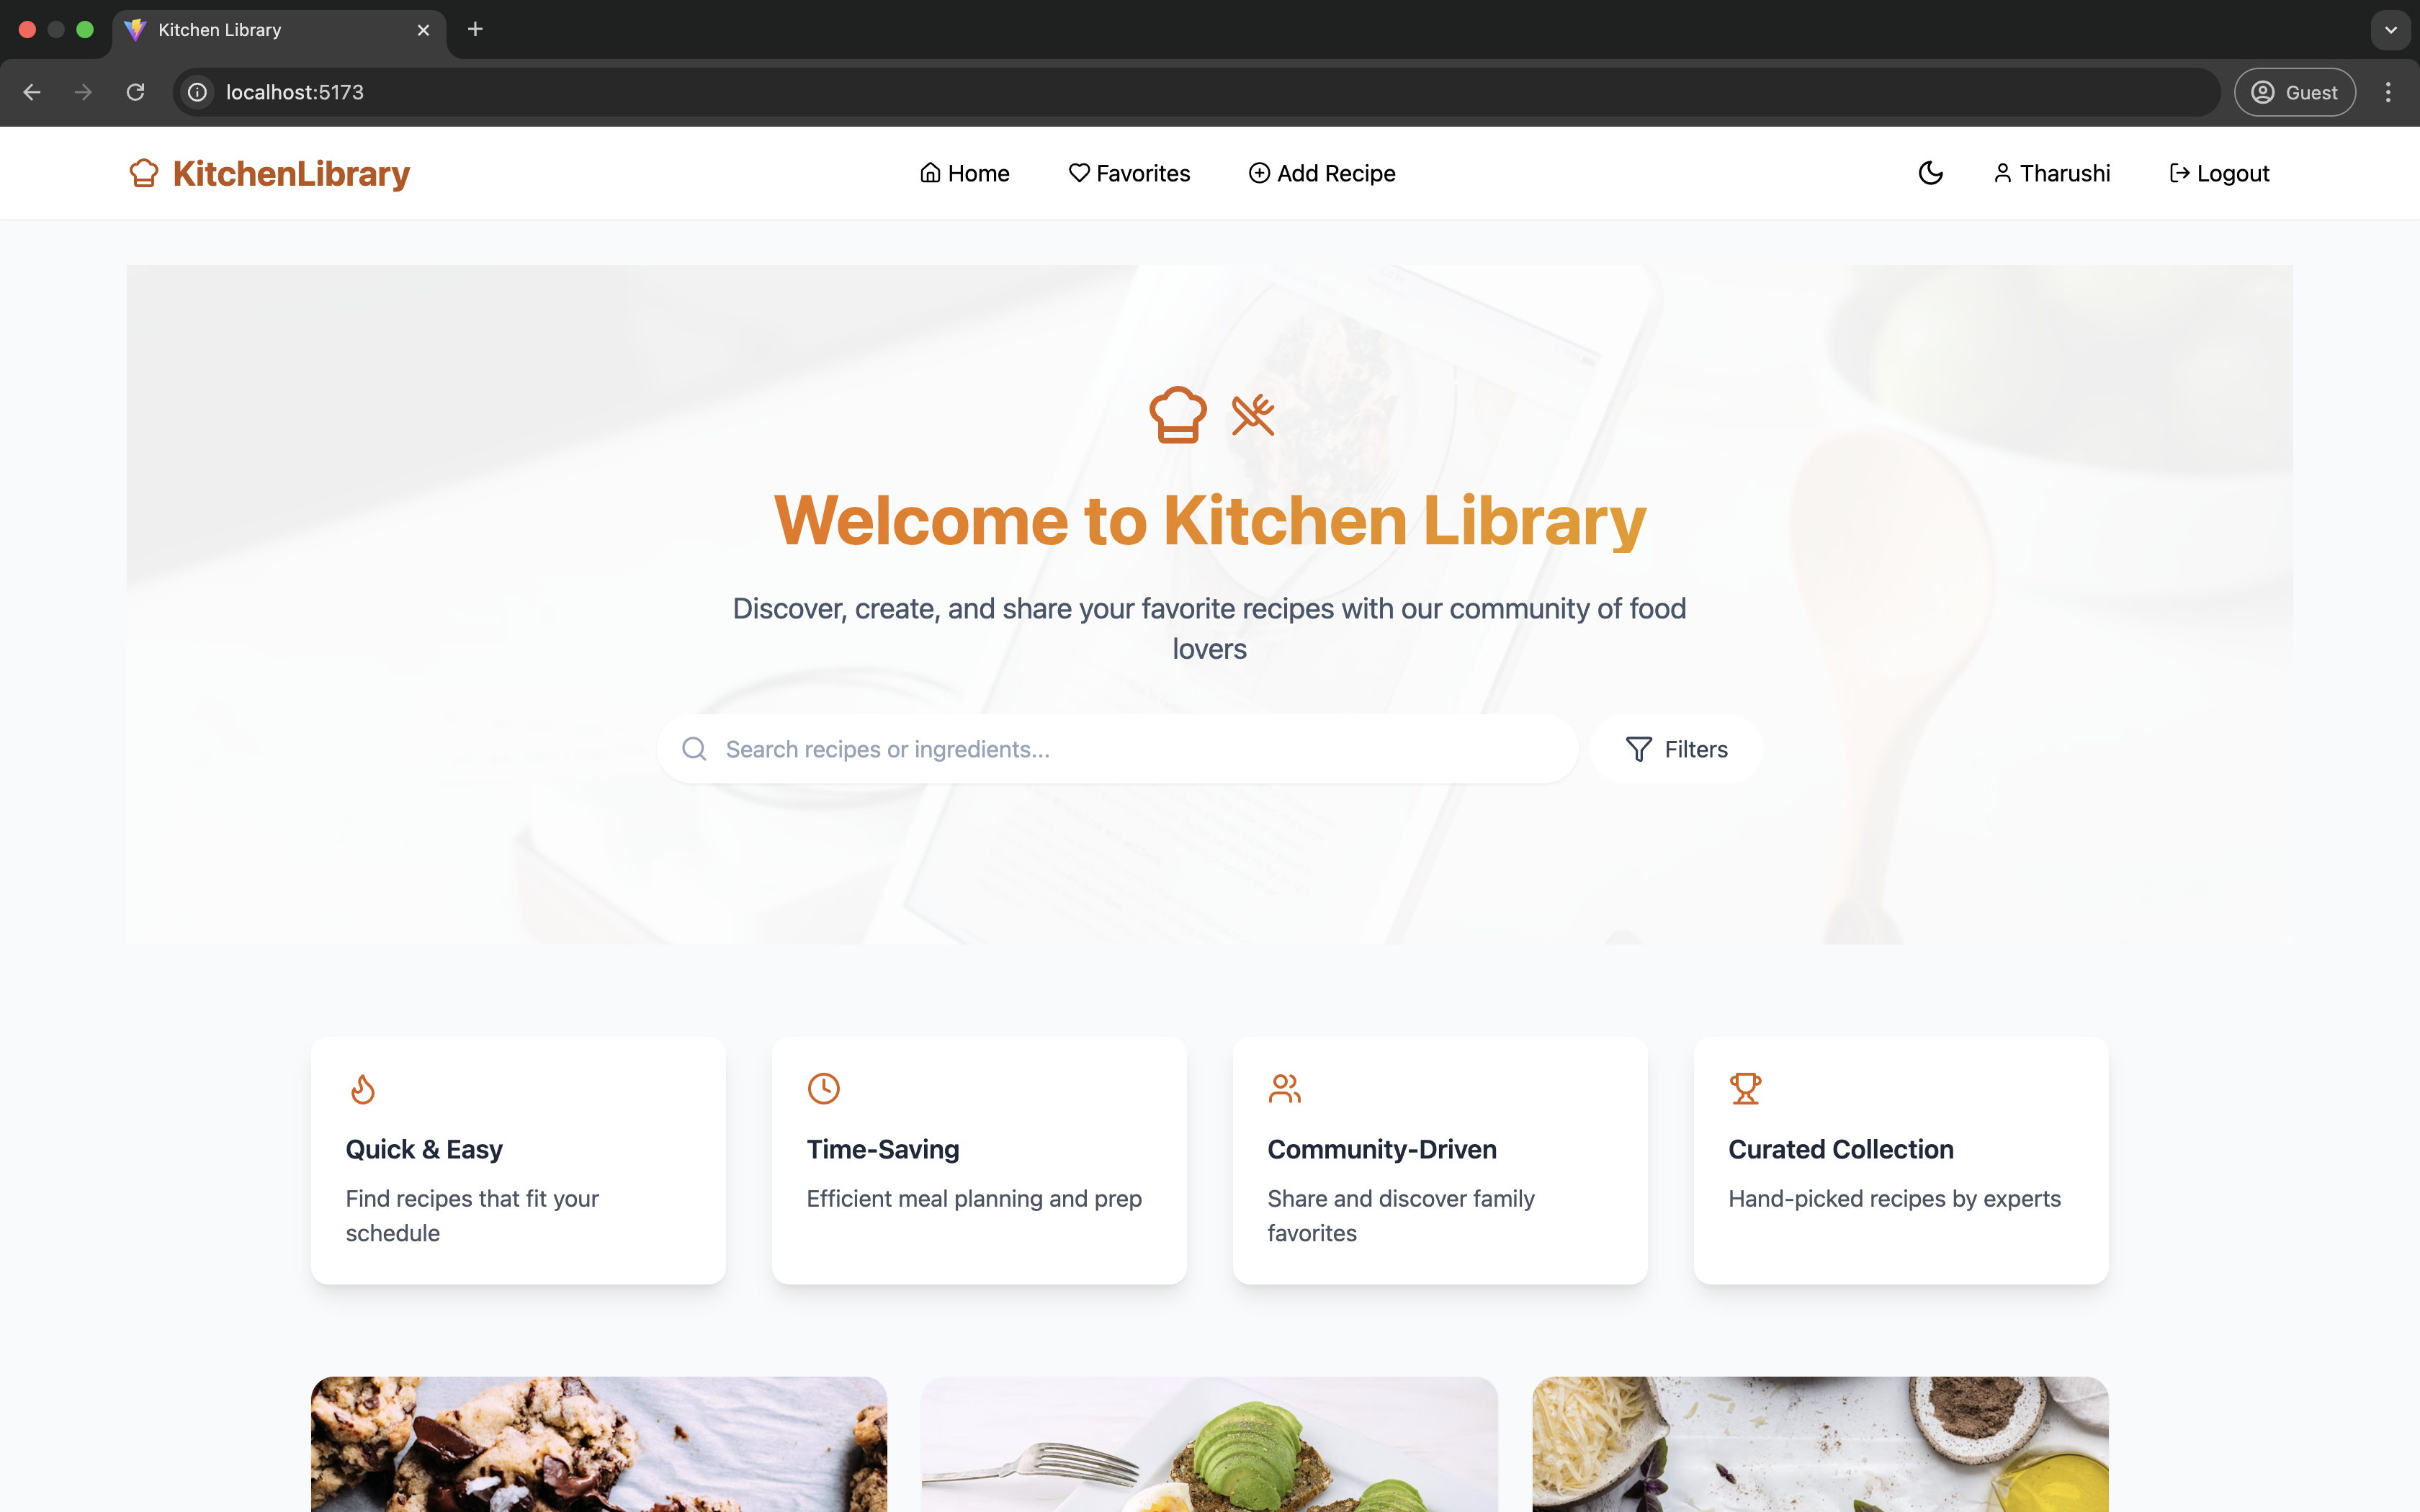 Kitchen Library
localhost:5173
Guest
KitchenLibrary
Home
Favorites
Add Recipe
Tharushi
Logout
Welcome to Kitchen Library
Discover, create, and share your favorite recipes with our community of food
lovers
Search recipes or ingredients...
Filters
Quick & Easy
Find recipes that fit your
schedule
Time-Saving
Efficient meal planning and prep
Community-Driven
Share and discover family
favorites
Curated Collection
Hand-picked recipes by experts